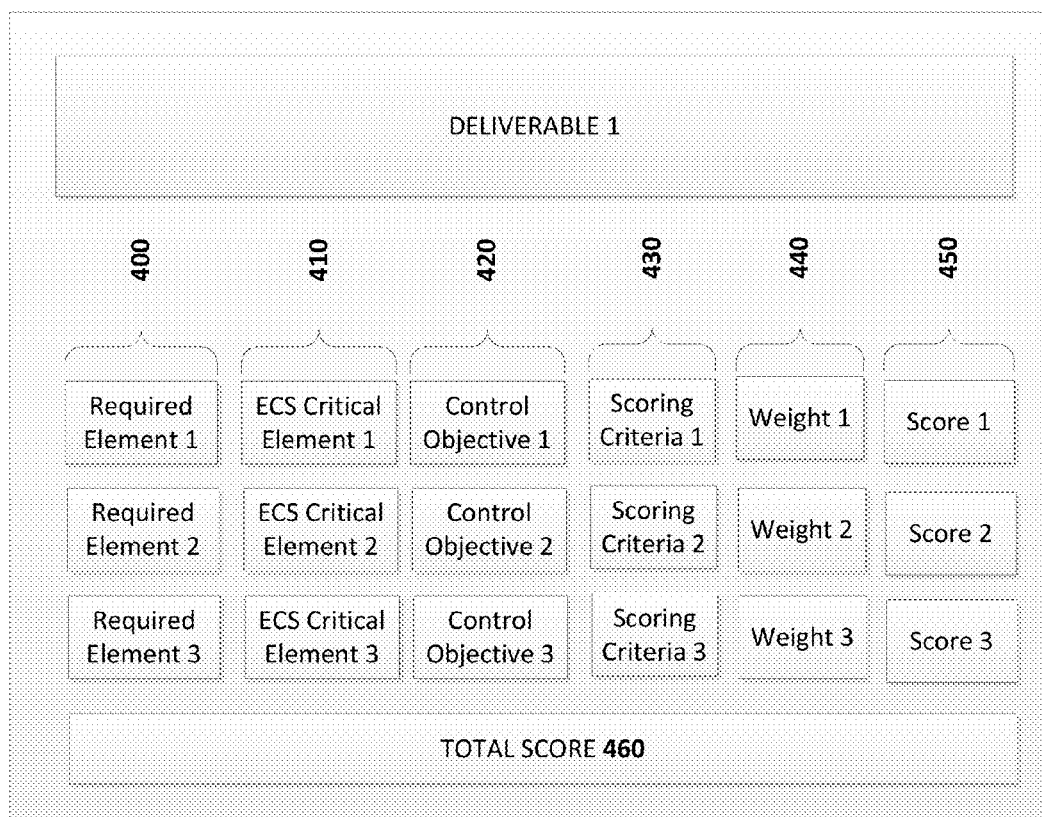 DELIVERABLE 1
400 410 420 430 440 450
Required ECS Critical Control Scoring Weight 1 Score 1
Element 1 Element 1 Objective 1 Criteria 1
Required ECS Critical Control Scoring Weight 2 Score 2
Element 2 Element 2 Objective 2 Criteria 2
Required ECS Critical Control Scoring Weight 3 Score 3
Element 3 Element 3 Objective 3 Criteria 3
TOTAL SCORE 460